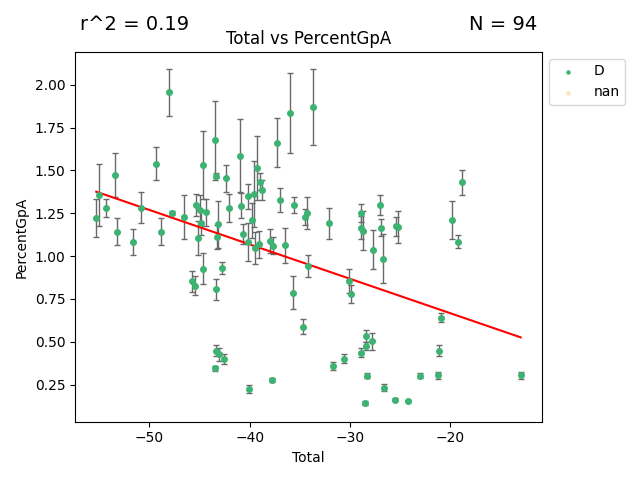 r^2 = 0.19
N = 94
Total vs PercentGpA
D
nan
2.00
1.75
1.50
1.25
1.00
0.75
0.50
0.25
PercentGpA
−50
−40
−30
−20
Total